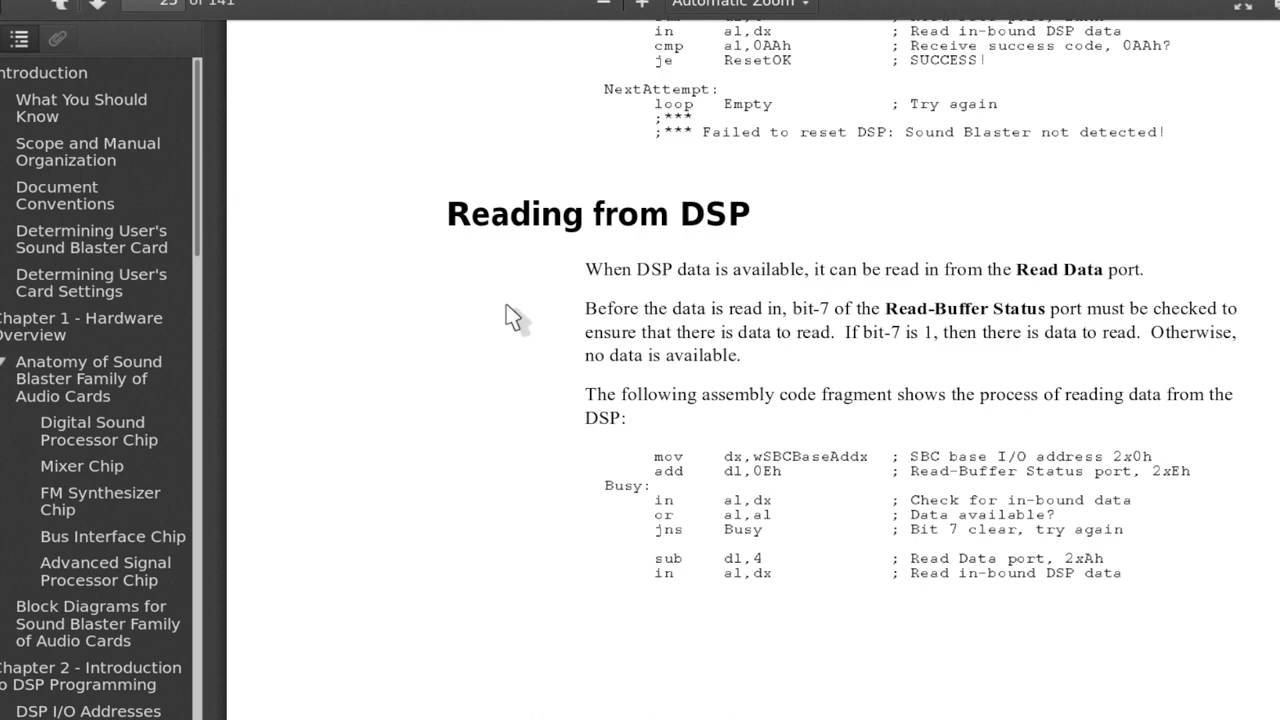 of 141
Automatic Zoom
ntroduction
What You Should
Know
Scope and Manual
Organization
Document
Conventions
Determining User's
Sound Blaster Card
Determining User's
Card Settings
Chapter 1 - Hardware
Overview
Anatomy of Sound
Blaster Family of
Audio Cards
Digital Sound
Processor Chip
Mixer Chip
FM Synthesizer
Chip
Bus Interface Chip
Advanced Signal
Processor Chip
Block Diagrams for
Sound Blaster Family
of Audio Cards
Chapter 2 - Introduction
to DSP Programming
DSP I/O Addresses
in al,dx ; Read in-bound DSP data
cmp al,0AAh ; Receive success code, 0AAh?
je ResetOK ; SUCCESS!
NextAttempt:
loop Empty ; Try again
;***
;*** Failed to reset DSP: Sound Blaster not detected!
Reading from DSP
When DSP data is available, it can be read in from the Read Data port.
Before the data is read in, bit-7 of the Read-Buffer Status port must be checked to
ensure that there is data to read. If bit-7 is 1, then there is data to read. Otherwise,
no data is available.
The following assembly code fragment shows the process of reading data from the
DSP:
mov dx,wSBCBaseAddx ; SBC base I/O address 2x0h
add dl,0Eh ; Read-Buffer Status port, 2xEh
Busy:
in al,dx ; Check for in-bound data
or al,al ; Data available?
jns Busy ; Bit 7 clear, try again
sub dl,4 ; Read Data port, 2xAh
in al,dx ; Read in-bound DSP data